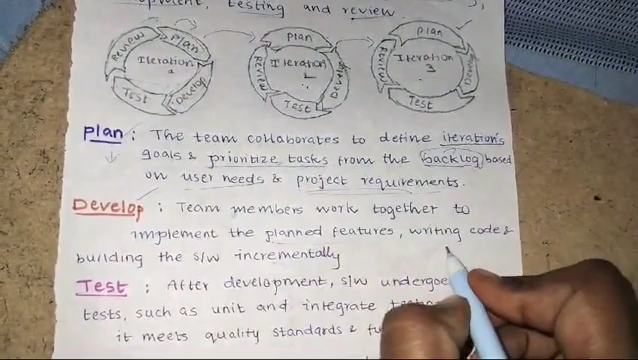 testing and review.
Review Plan Develop Test Iteration 1
Plan Develop Test Review Iteration 2
Plan Develop Test Review Iteration 3
Plan : The team collaborates to define iteration's
goals & prioritize tasks from the backlog based
on user needs & project requirements.
Develop : Team members work together to
implement the planned features, writing code &
building the s/w incrementally
Test : After development, s/w
tests, such as unit and integrate
it meets quality standards &